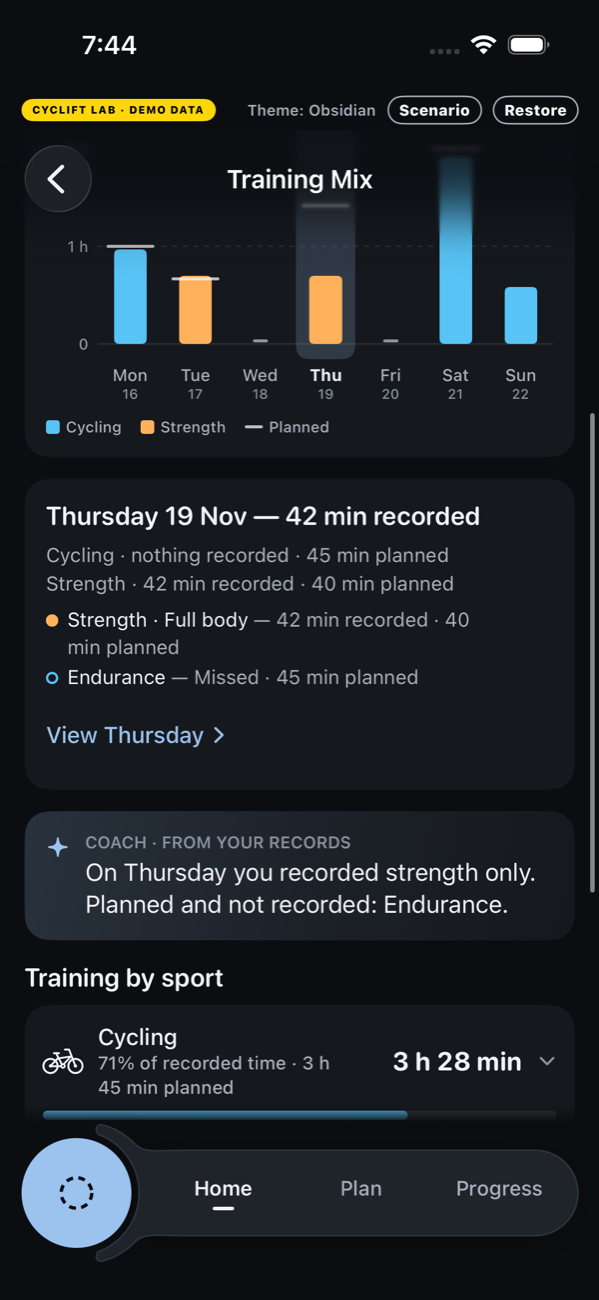 7:44
CYCLIFT LAB · DEMO DATA
Theme: Obsidian
Scenario
Restore
Training Mix
1 h
0
Mon Tue Wed Thu Fri Sat Sun
16 17 18 19 20 21 22
Cycling Strength Planned
Thursday 19 Nov — 42 min recorded
Cycling · nothing recorded · 45 min planned
Strength · 42 min recorded · 40 min planned
Strength · Full body — 42 min recorded · 40
min planned
Endurance — Missed · 45 min planned
View Thursday
COACH · FROM YOUR RECORDS
On Thursday you recorded strength only.
Planned and not recorded: Endurance.
Training by sport
Cycling
71% of recorded time · 3 h
45 min planned
3 h 28 min
Home Plan Progress